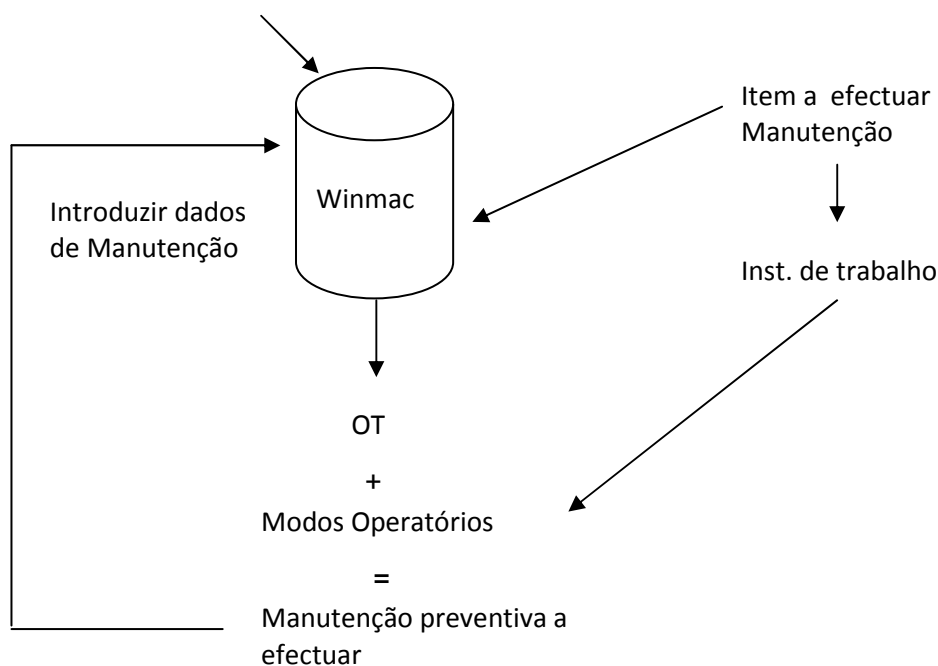 Item a efectuar
Manutenção
Winmac
Introduzir dados
de Manutenção
Inst. de trabalho
OT
+
Modos Operatórios
=
Manutenção preventiva a
efectuar